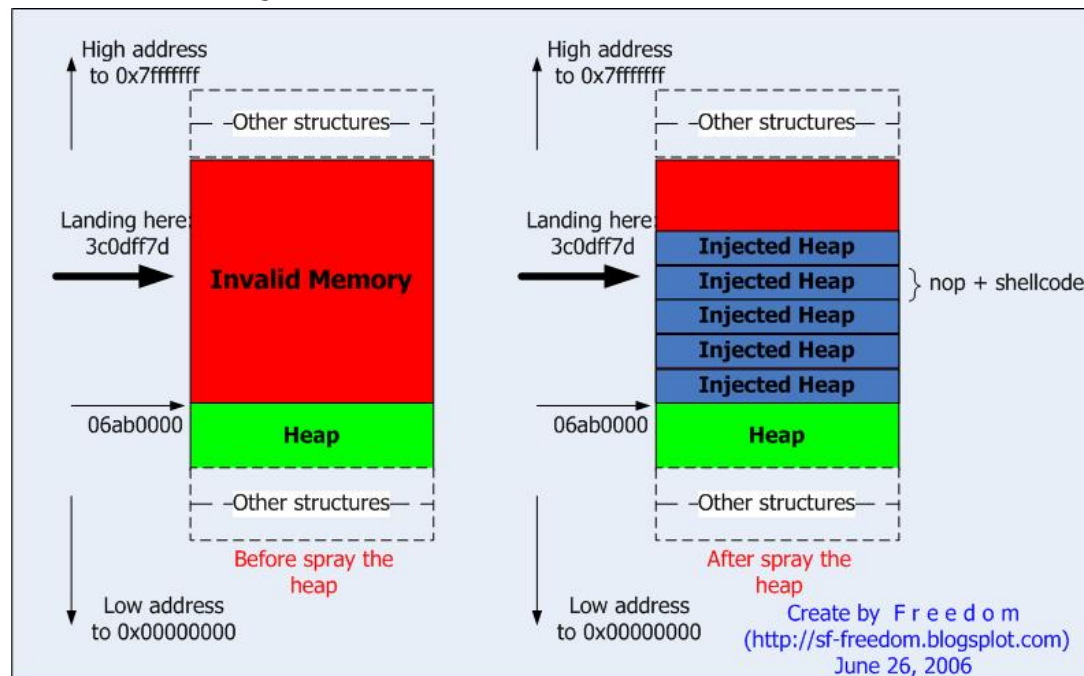 High address
to 0x7fffffff
Other structures
Landing here:
3c0dff7d
Invalid Memory
06ab0000
Heap
Other structures
Before spray the
heap
Low address
to 0x00000000
High address
to 0x7fffffff
Other structures
Landing here:
3c0dff7d
Injected Heap
Injected Heap
nop + shellcode
Injected Heap
Injected Heap
Injected Heap
06ab0000
Heap
Other structures
After spray the
heap
Low address
to 0x00000000
Create by F r e e d o m
(http://sf-freedom.blogsplot.com)
June 26, 2006